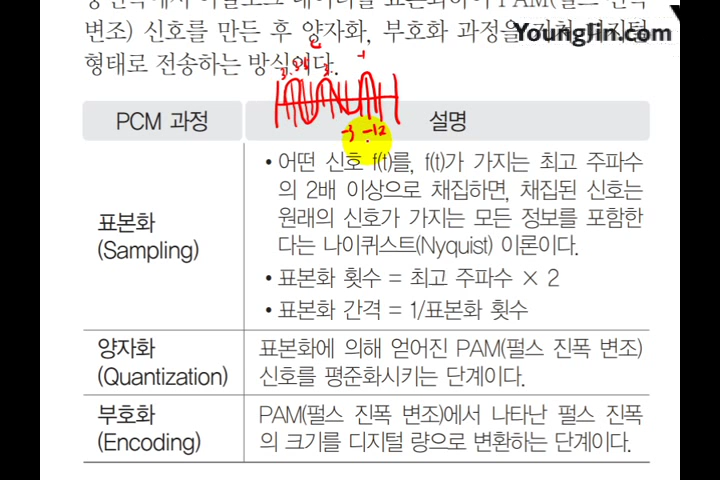 변조) 신호를 만든 후 양자화, 부호화 과정을
Younglin.com
형태로 전송하는 방식이다.
PCM 과정
설명
표본화
(Sampling)
• 어떤 신호 f(t)를, f(t)가 가지는 최고 주파수
의 2배 이상으로 채집하면, 채집된 신호는
원래의 신호가 가지는 모든 정보를 포함한
다는 나이퀴스트(Nyquist) 이론이다.
• 표본화 횟수 = 최고 주파수 × 2
• 표본화 간격 = 1/표본화 횟수
양자화
(Quantization)
표본화에 의해 얻어진 PAM(펄스 진폭 변조)
신호를 평준화시키는 단계이다.
부호화
(Encoding)
PAM(펄스 진폭 변조)에서 나타난 펄스 진폭
의 크기를 디지털 량으로 변환하는 단계이다.